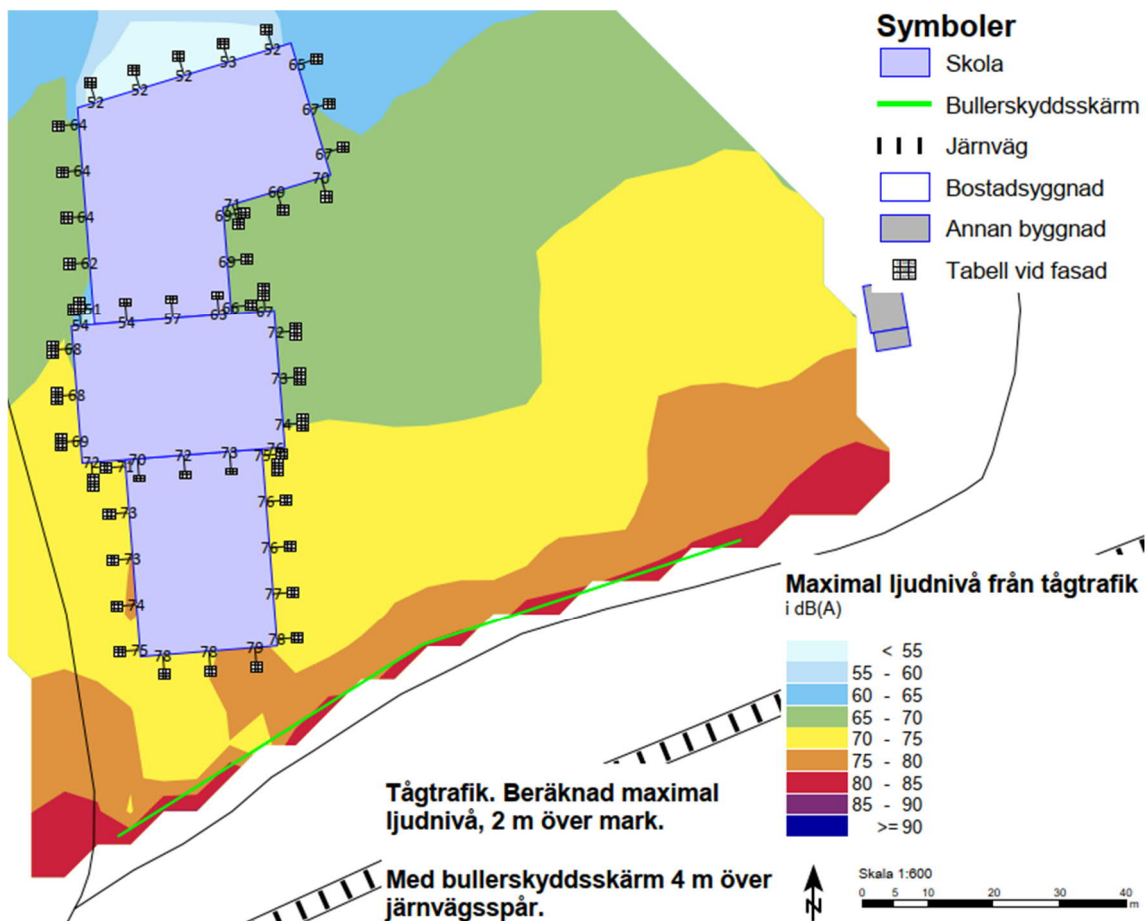 Symboler
Skola
Bullerskyddsskärm
Järnväg
Bostadsyggnad
Annan byggnad
Tabell vid fasad
52
53
52
52
52
65
67
67
70
60
71
69
64
64
64
62
51
69
66
54
54
57
63
67
72
73
74
68
68
69
76
75
72
71
70
72
73
73
73
74
75
76
76
77
78
78
78
79
Maximal ljudnivå från tågtrafik
i dB(A)
< 55
55 - 60
60 - 65
65 - 70
70 - 75
75 - 80
80 - 85
85 - 90
>= 90
Tågtrafik. Beräknad maximal
ljudnivå, 2 m över mark.
Med bullerskyddsskärm 4 m över
järnvägsspår.
N
Skala 1:600
0 5 10 20 30 40
m